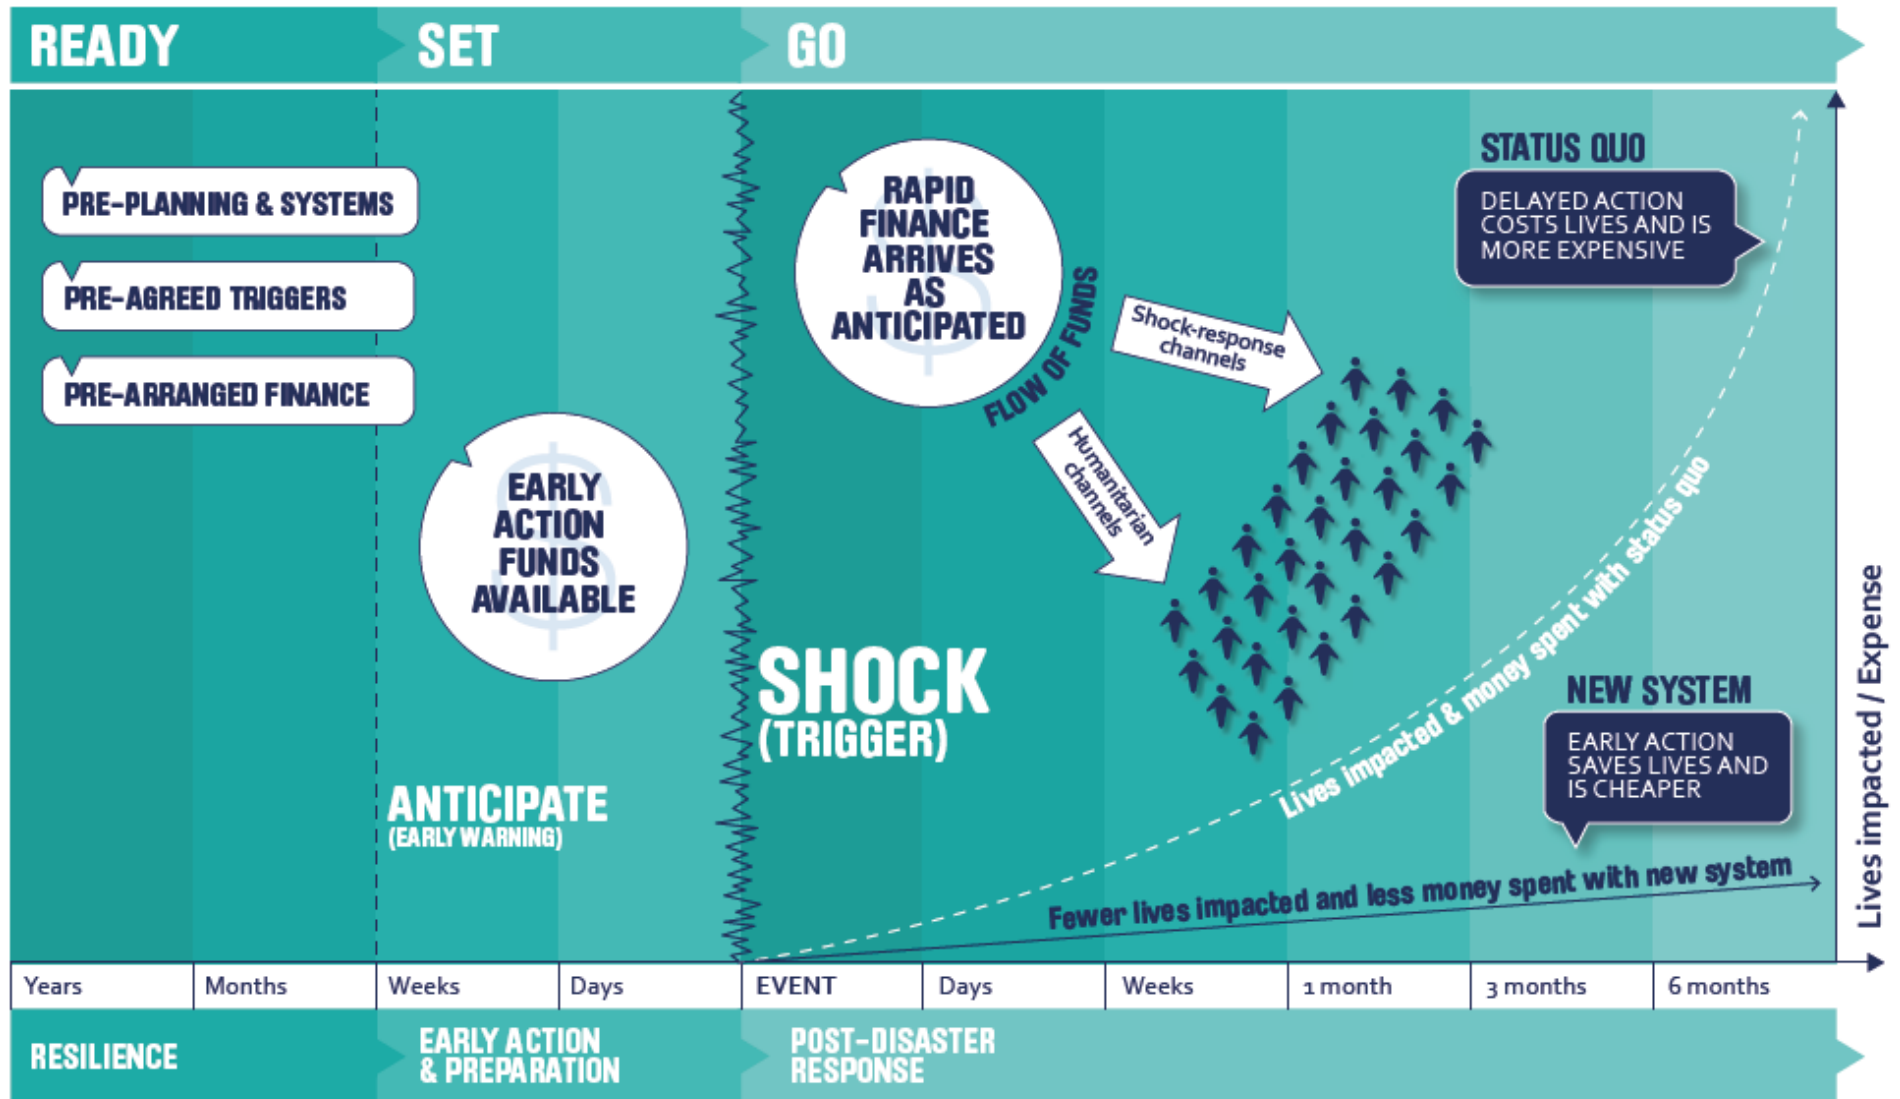 READY
SET
GO
PRE-PLANNING & SYSTEMS
PRE-AGREED TRIGGERS
PRE-ARRANGED FINANCE
$
EARLY
ACTION
FUNDS
AVAILABLE
ANTICIPATE
(EARLY WARNING)
$
RAPID
FINANCE
ARRIVES
AS
ANTICIPATED
FLOW OF FUNDS
Shock-response
channels
Humanitarian
channels
SHOCK
(TRIGGER)
STATUS QUO
DELAYED ACTION
COSTS LIVES AND IS
MORE EXPENSIVE
Lives impacted & money spent with status quo
NEW SYSTEM
EARLY ACTION
SAVES LIVES AND
IS CHEAPER
Fewer lives impacted and less money spent with new system
Lives impacted / Expense
Years
Months
Weeks
Days
EVENT
Days
Weeks
1 month
3 months
6 months
RESILIENCE
EARLY ACTION
& PREPARATION
POST-DISASTER
RESPONSE